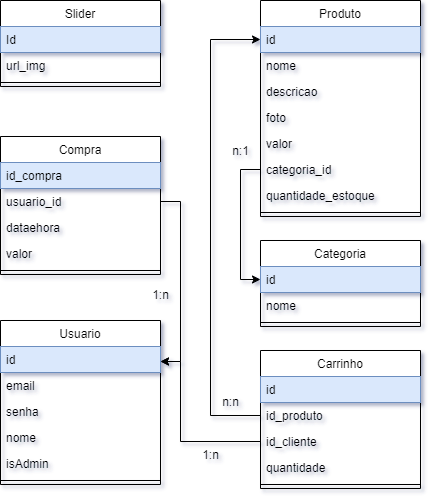 Slider
Id
url_img
Produto
id
nome
descricao
foto
valor
categoria_id
quantidade_estoque
n:1
Compra
id_compra
usuario_id
dataehora
valor
1:n
Categoria
id
nome
Usuario
id
email
senha
nome
isAdmin
Carrinho
id
id_produto
id_cliente
quantidade
n:n
1:n